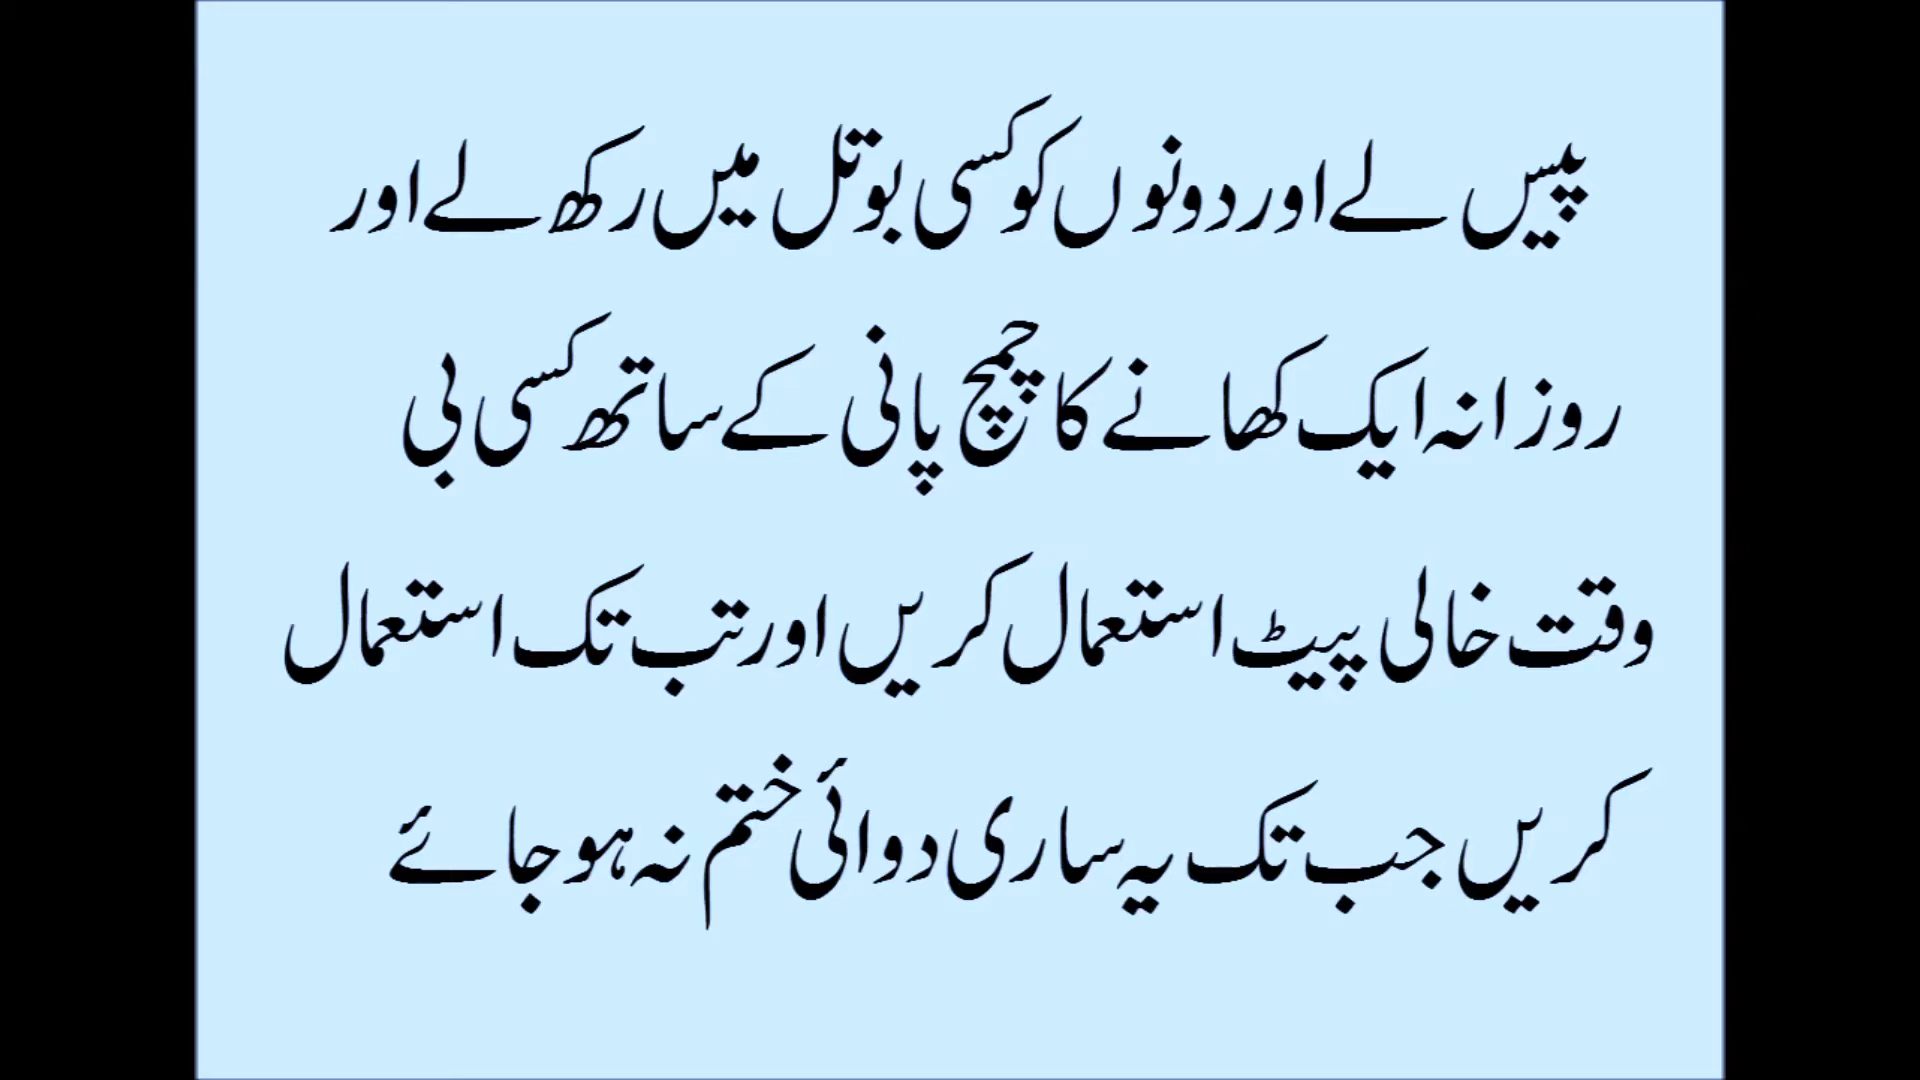 پیس لے اور دونوں کو کسی بوتل میں رکھ لے اور
روزانہ ایک کھانے کا چمچ پانی کے ساتھ کسی بی
وقت خالی پیٹ استعمال کریں اور تب تک استعمال
کریں جب تک یہ ساری دوائی ختم نہ ہو جائے